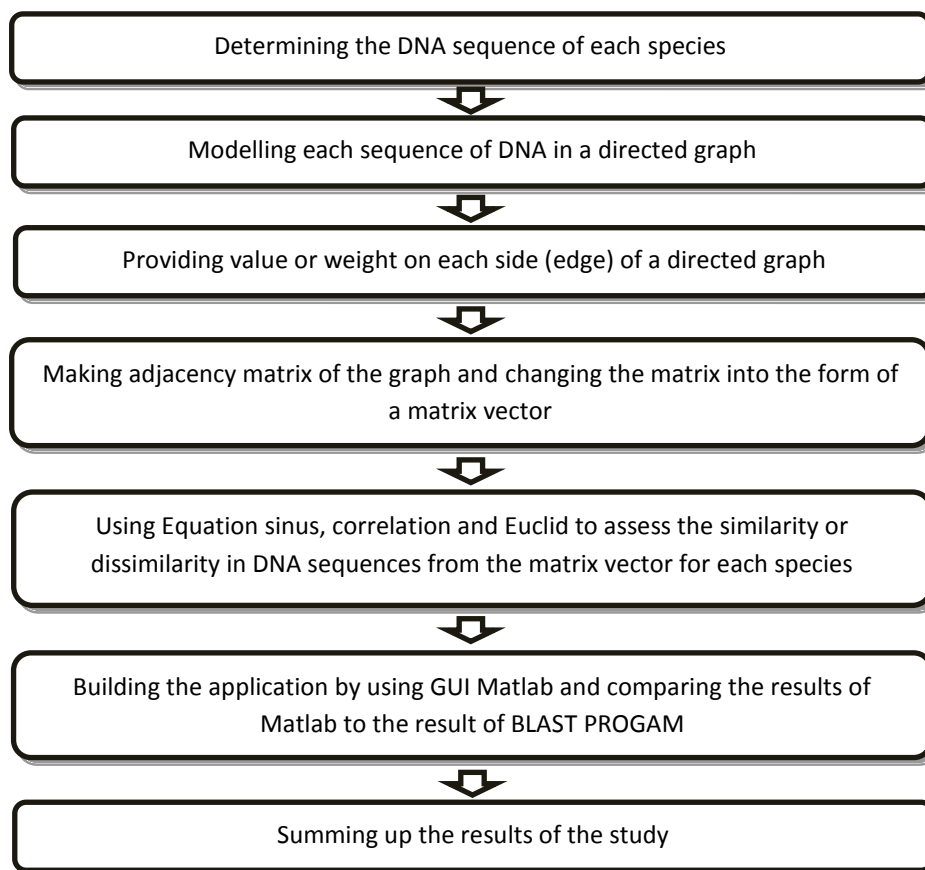 Determining the DNA sequence of each species
Modelling each sequence of DNA in a directed graph
Providing value or weight on each side (edge) of a directed graph
Making adjacency matrix of the graph and changing the matrix into the form of
a matrix vector
Using Equation sinus, correlation and Euclid to assess the similarity or
dissimilarity in DNA sequences from the matrix vector for each species
Building the application by using GUI Matlab and comparing the results of
Matlab to the result of BLAST PROGAM
Summing up the results of the study